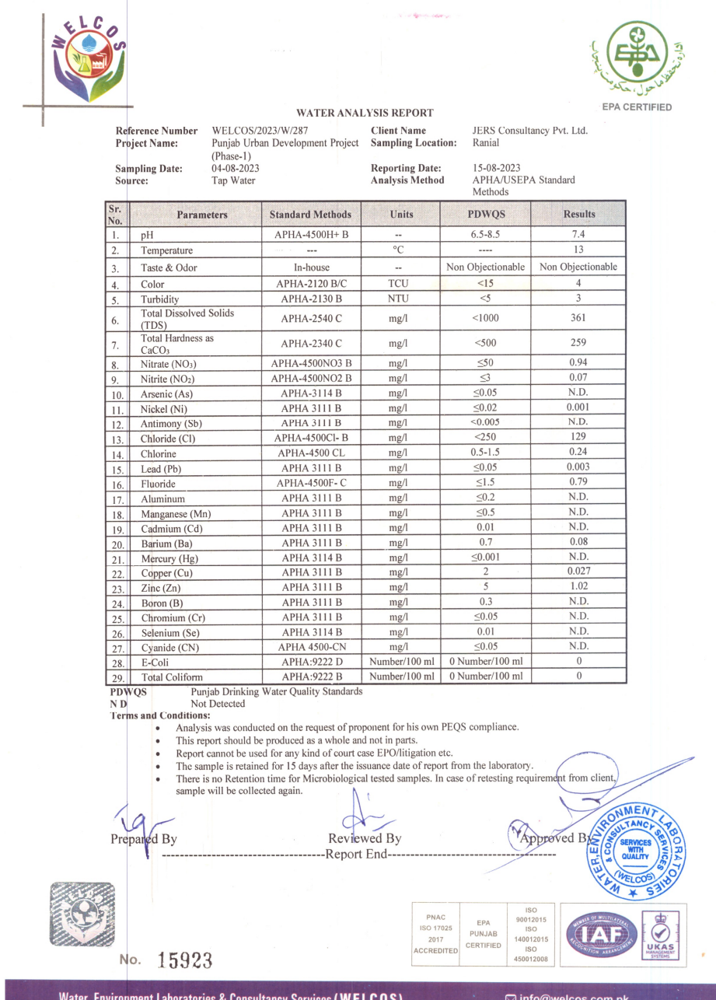 WELCOS
EPA
ادارہ تحفظ ماحول، حکومت پنجاب
EPA CERTIFIED
WATER ANALYSIS REPORT
Reference Number WELCOS/2023/W/287 Client Name JERS Consultancy Pvt. Ltd.
Project Name: Punjab Urban Development Project Sampling Location: Ranial
(Phase-1)
Sampling Date: 04-08-2023 Reporting Date: 15-08-2023
Source: Tap Water Analysis Method APHA/USEPA Standard
Methods
Sr. No. Parameters Standard Methods Units PDWQS Results
1. pH APHA-4500H+ B -- 6.5-8.5 7.4
2. Temperature --- °C ---- 13
3. Taste & Odor In-house -- Non Objectionable Non Objectionable
4. Color APHA-2120 B/C TCU <15 4
5. Turbidity APHA-2130 B NTU <5 3
6. Total Dissolved Solids (TDS) APHA-2540 C mg/l <1000 361
7. Total Hardness as CaCO₃ APHA-2340 C mg/l <500 259
8. Nitrate (NO₃) APHA-4500NO3 B mg/l ≤50 0.94
9. Nitrite (NO₂) APHA-4500NO2 B mg/l ≤3 0.07
10. Arsenic (As) APHA-3114 B mg/l ≤0.05 N.D.
11. Nickel (Ni) APHA 3111 B mg/l ≤0.02 0.001
12. Antimony (Sb) APHA 3111 B mg/l <0.005 N.D.
13. Chloride (Cl) APHA-4500Cl- B mg/l <250 129
14. Chlorine APHA-4500 CL mg/l 0.5-1.5 0.24
15. Lead (Pb) APHA 3111 B mg/l ≤0.05 0.003
16. Fluoride APHA-4500F- C mg/l ≤1.5 0.79
17. Aluminum APHA 3111 B mg/l ≤0.2 N.D.
18. Manganese (Mn) APHA 3111 B mg/l ≤0.5 N.D.
19. Cadmium (Cd) APHA 3111 B mg/l 0.01 N.D.
20. Barium (Ba) APHA 3111 B mg/l 0.7 0.08
21. Mercury (Hg) APHA 3114 B mg/l ≤0.001 N.D.
22. Copper (Cu) APHA 3111 B mg/l 2 0.027
23. Zinc (Zn) APHA 3111 B mg/l 5 1.02
24. Boron (B) APHA 3111 B mg/l 0.3 N.D.
25. Chromium (Cr) APHA 3111 B mg/l ≤0.05 N.D.
26. Selenium (Se) APHA 3114 B mg/l 0.01 N.D.
27. Cyanide (CN) APHA 4500-CN mg/l ≤0.05 N.D.
28. E-Coli APHA:9222 D Number/100 ml 0 Number/100 ml 0
29. Total Coliform APHA:9222 B Number/100 ml 0 Number/100 ml 0
PDWQS Punjab Drinking Water Quality Standards
N D Not Detected
Terms and Conditions:
• Analysis was conducted on the request of proponent for his own PEQS compliance.
• This report should be produced as a whole and not in parts.
• Report cannot be used for any kind of court case EPO/litigation etc.
• The sample is retained for 15 days after the issuance date of report from the laboratory.
• There is no Retention time for Microbiological tested samples. In case of retesting requirement from client,
sample will be collected again.
Prepared By Reviewed By Approved By
-----------------------------------Report End------------------------------------
WATER, ENVIRONMENT LABORATORIES
& CONSULTANCY SERVICES
SERVICES
WITH
QUALITY
(WELCOS)
WELCOS
No. 15923
PNAC
ISO 17025
2017
ACCREDITED
EPA
PUNJAB
CERTIFIED
ISO
90012015
ISO
140012015
ISO
450012008
MEMBER OF MULTILATERAL
IAF
RECOGNITION ARRANGEMENT
UKAS
MANAGEMENT
SYSTEMS
Water, Environment Laboratories & Consultancy Services (WELCOS)
info@welcos.com.pk